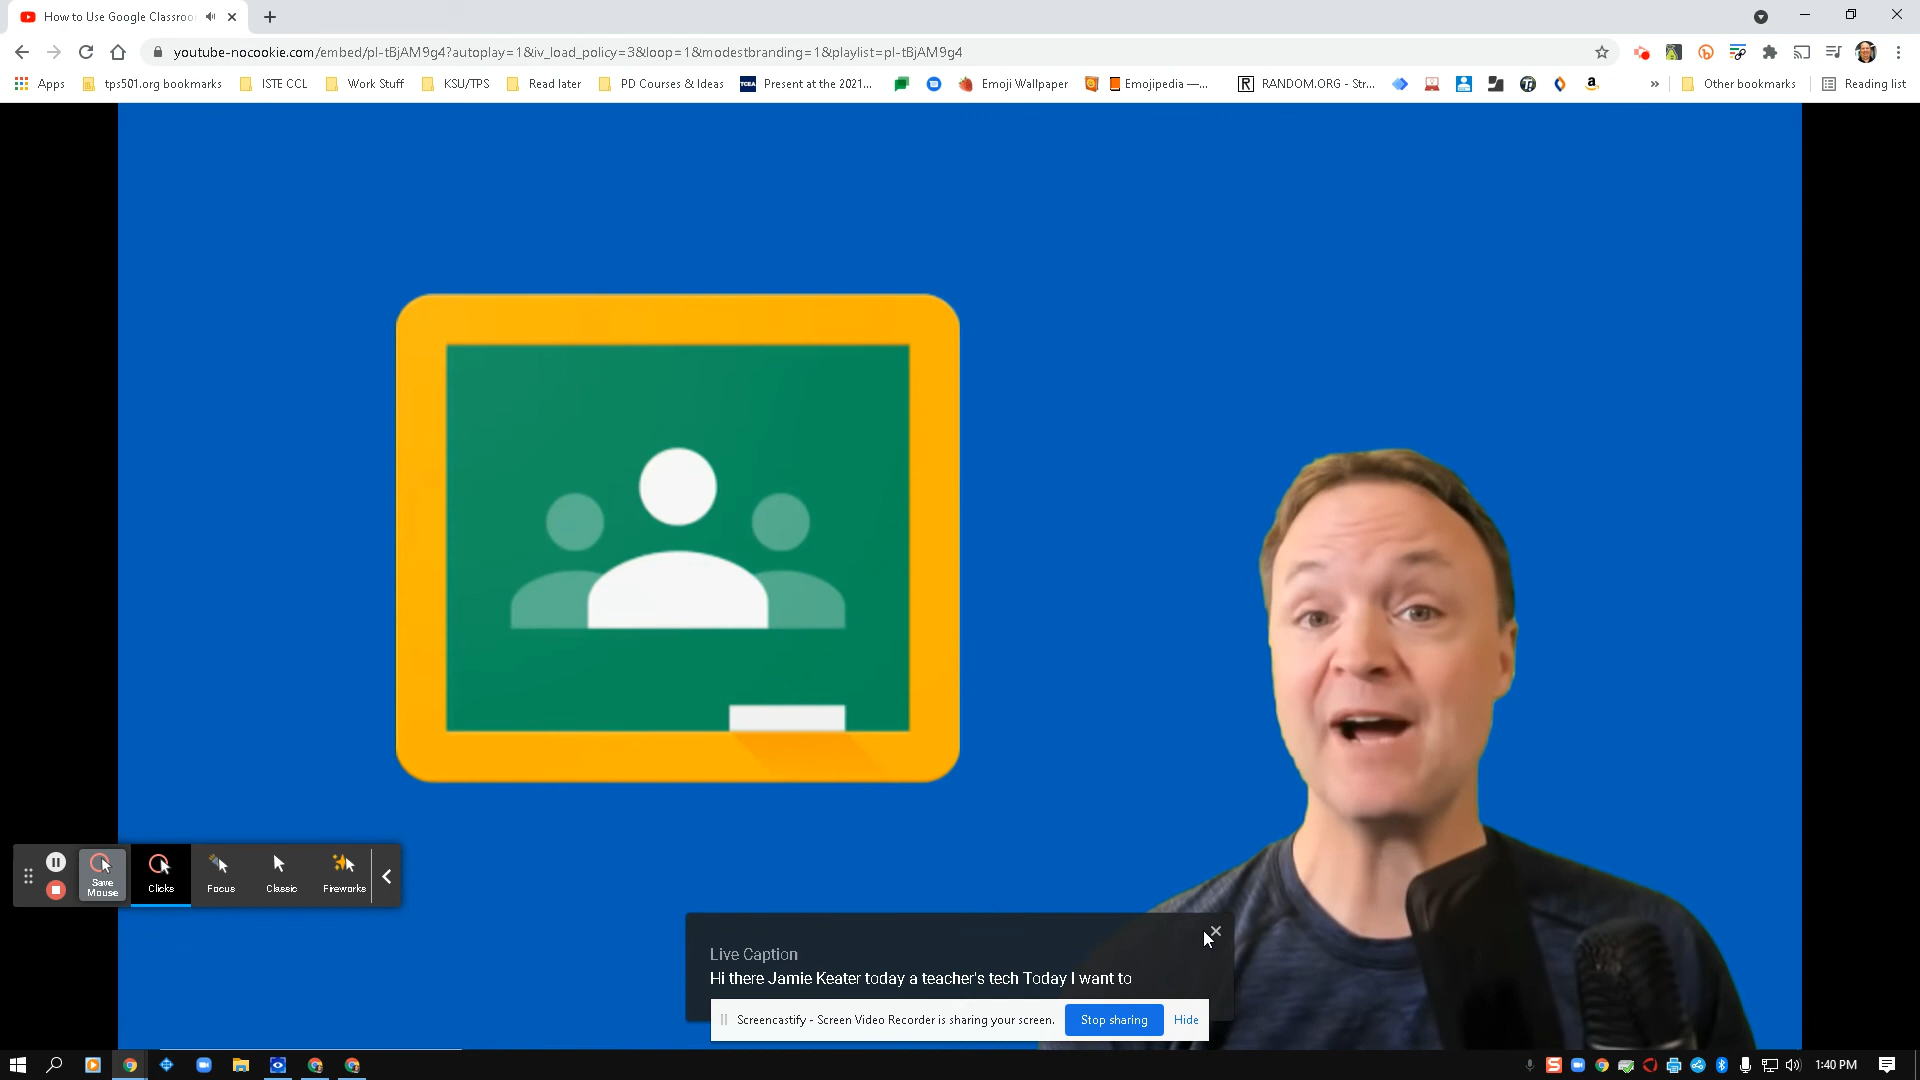 How to Use Google Classroo
youtube-nocookie.com/embed/pl-tBjAM9g4?autoplay=1&iv_load_policy=3&loop=1&modestbranding=1&playlist=pl-tBjAM9g4
Apps tps501.org bookmarks ISTE CCL Work Stuff KSU/TPS Read later PD Courses & Ideas TCEA Present at the 2021... Emoji Wallpaper Emojipedia —... R RANDOM.ORG - Str... » Other bookmarks Reading list
Save Mouse
Clicks
Focus
Classic
Fireworks
Live Caption
Hi there Jamie Keater today a teacher's tech Today I want to
Screencastify - Screen Video Recorder is sharing your screen. Stop sharing Hide
1:40 PM